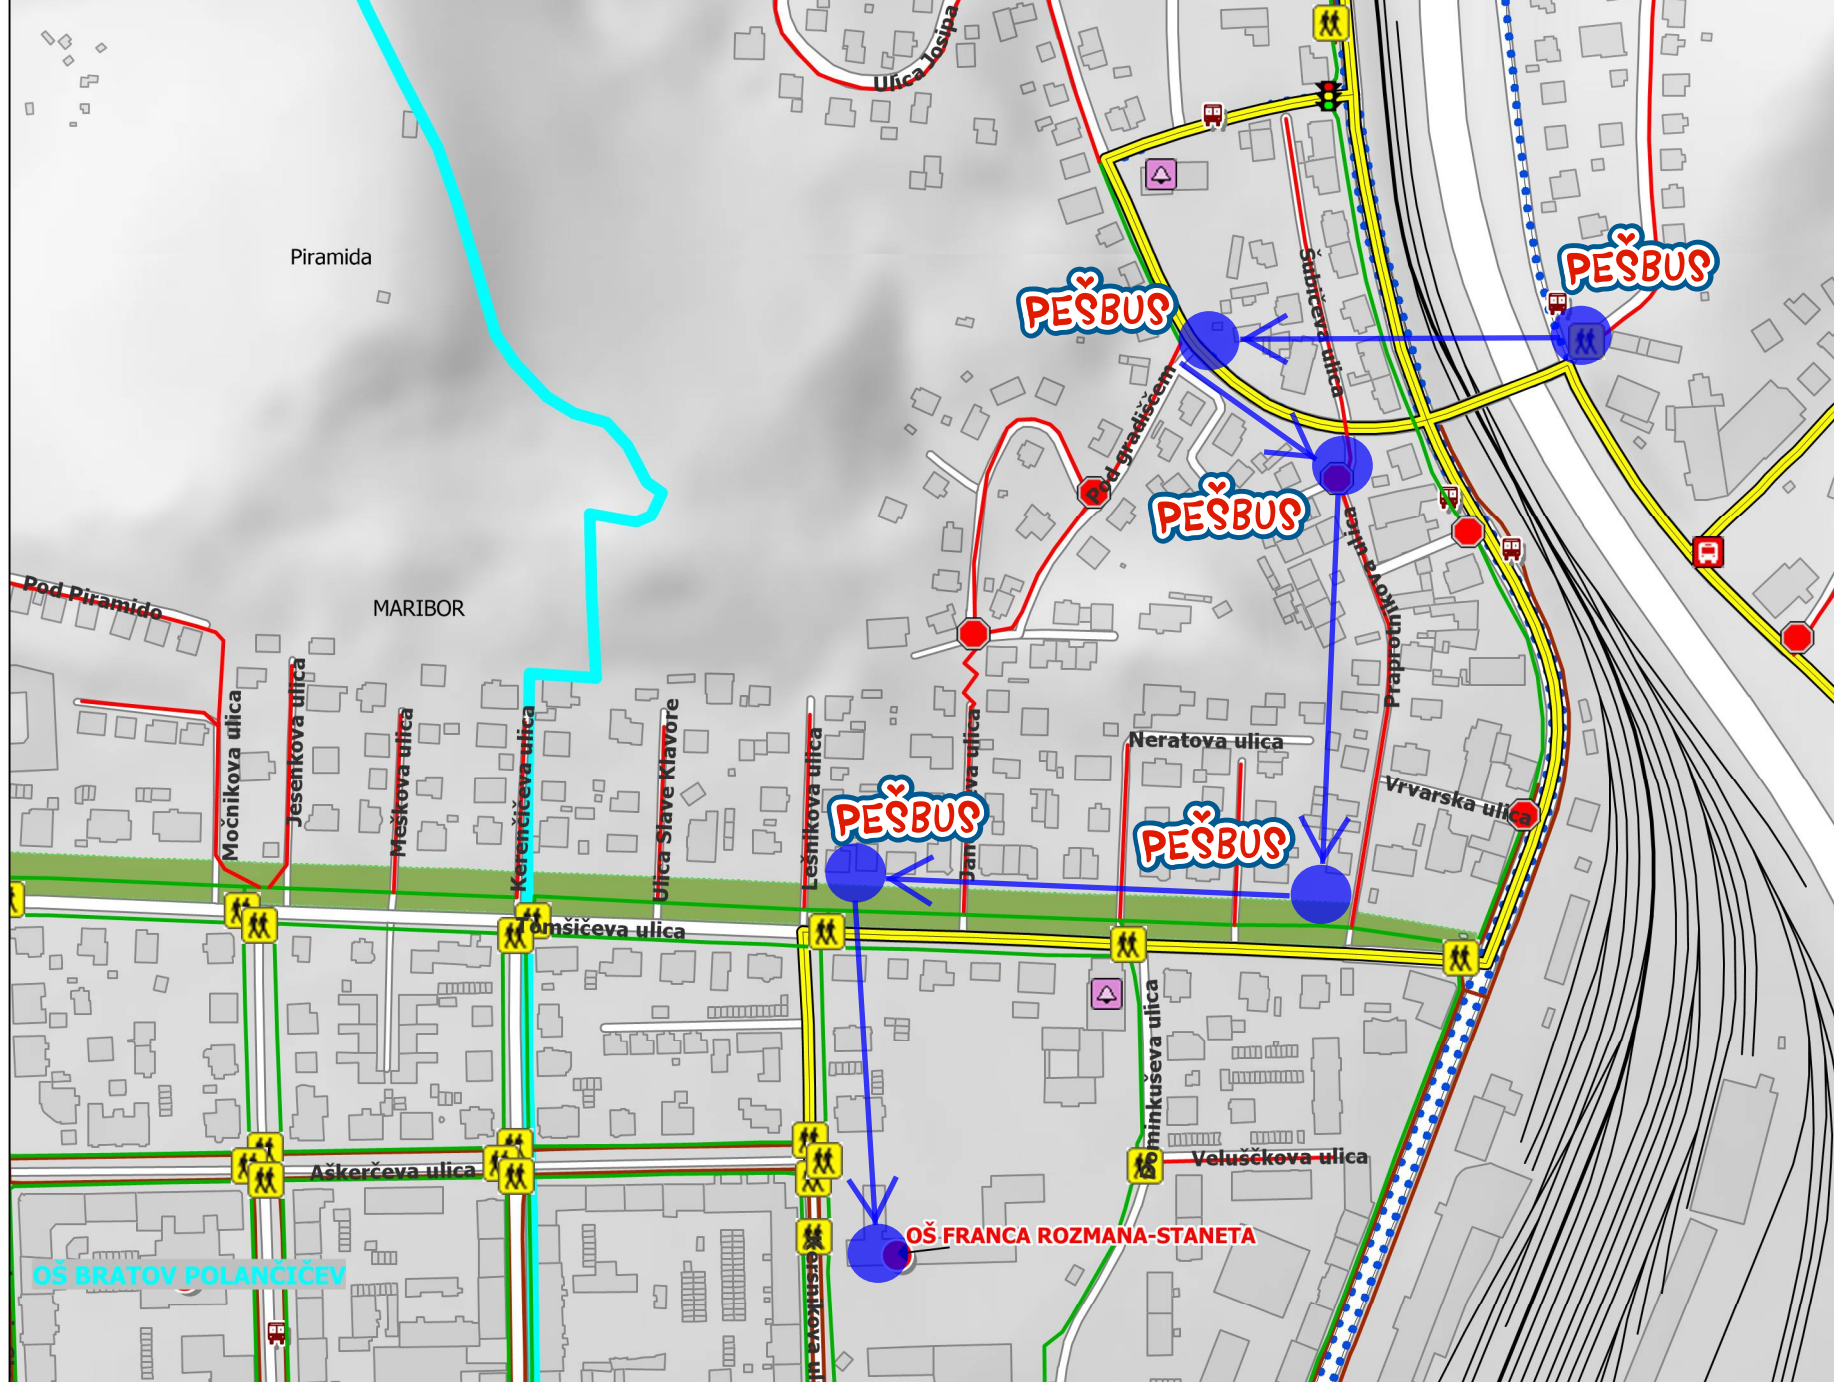 Ulica Josipa
Piramida
PEŠBUS
PEŠBUS
Šubičeva ulica
Pod gradiščem
PEŠBUS
Praprotnikova ulica
Pod Piramido
MARIBOR
Močnikova ulica
Jesenkova ulica
Meškova ulica
Kerenčičeva ulica
Ulica Slave Klavore
Lešnikova ulica
Neratova ulica
Vrvarska ulica
PEŠBUS
PEŠBUS
Tomšičeva ulica
Dominkuševa ulica
Aškerčeva ulica
Veluščkova ulica
OŠ FRANCA ROZMANA-STANETA
OŠ BRATOV POLANČIČEV